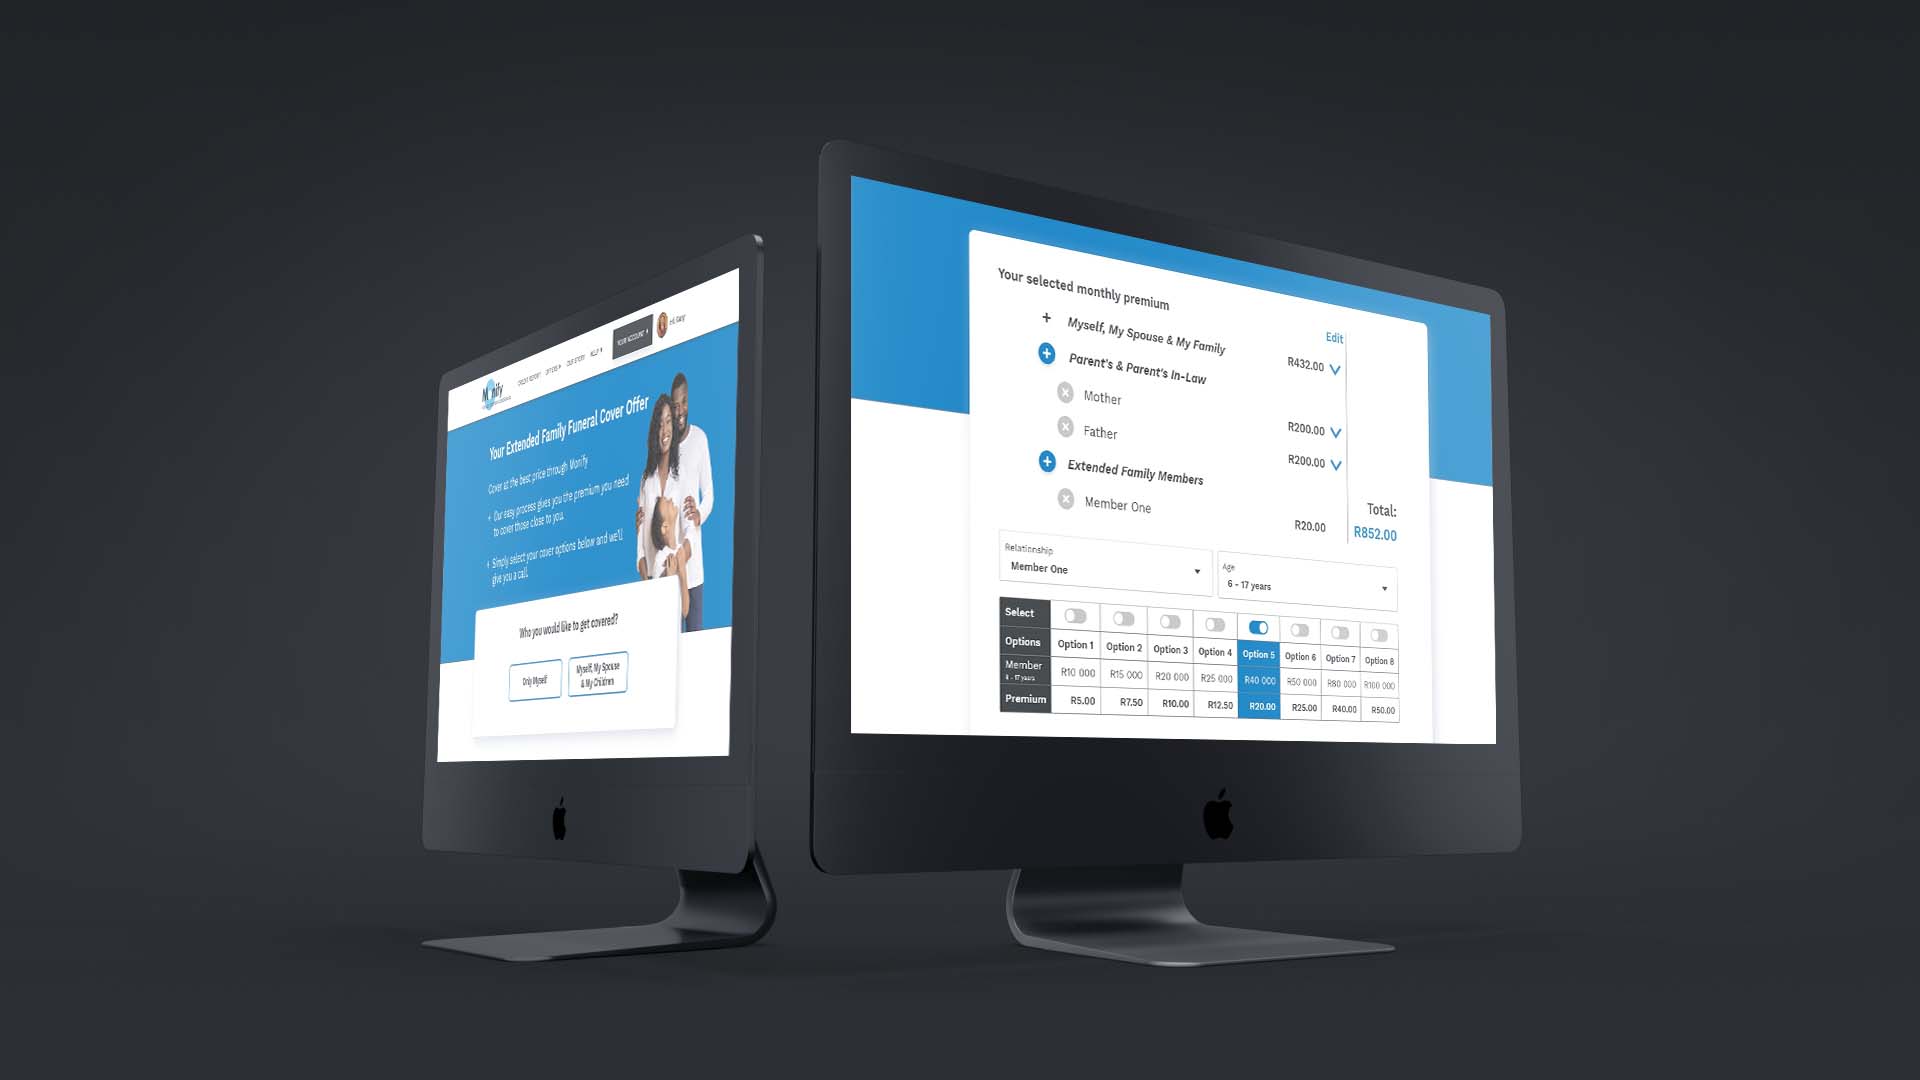 Monify
CREDIT REPORT
OFFERS
OUR STORY
HELP
YOUR ACCOUNT
Your Extended Family Funeral Cover Offer
Cover at the best price through Monify
+ Our easy process gives you the premium you need
to cover those close to you.
+ Simply select your cover options below and we'll
give you a call.
Who you would like to get covered?
Only Myself
Myself, My Spouse
& My Children
Your selected monthly premium
Edit
+ Myself, My Spouse & My Family R432.00
+ Parent's & Parent's In-Law
x Mother R200.00
x Father R200.00
+ Extended Family Members
x Member One R20.00
Total:
R852.00
Relationship
Member One
Age
6 - 17 years
Select
Options Option 1 Option 2 Option 3 Option 4 Option 5 Option 6 Option 7 Option 8
Member R10 000 R15 000 R20 000 R25 000 R40 000 R50 000 R80 000 R100 000
6 - 17 years
Premium R5.00 R7.50 R10.00 R12.50 R20.00 R25.00 R40.00 R50.00